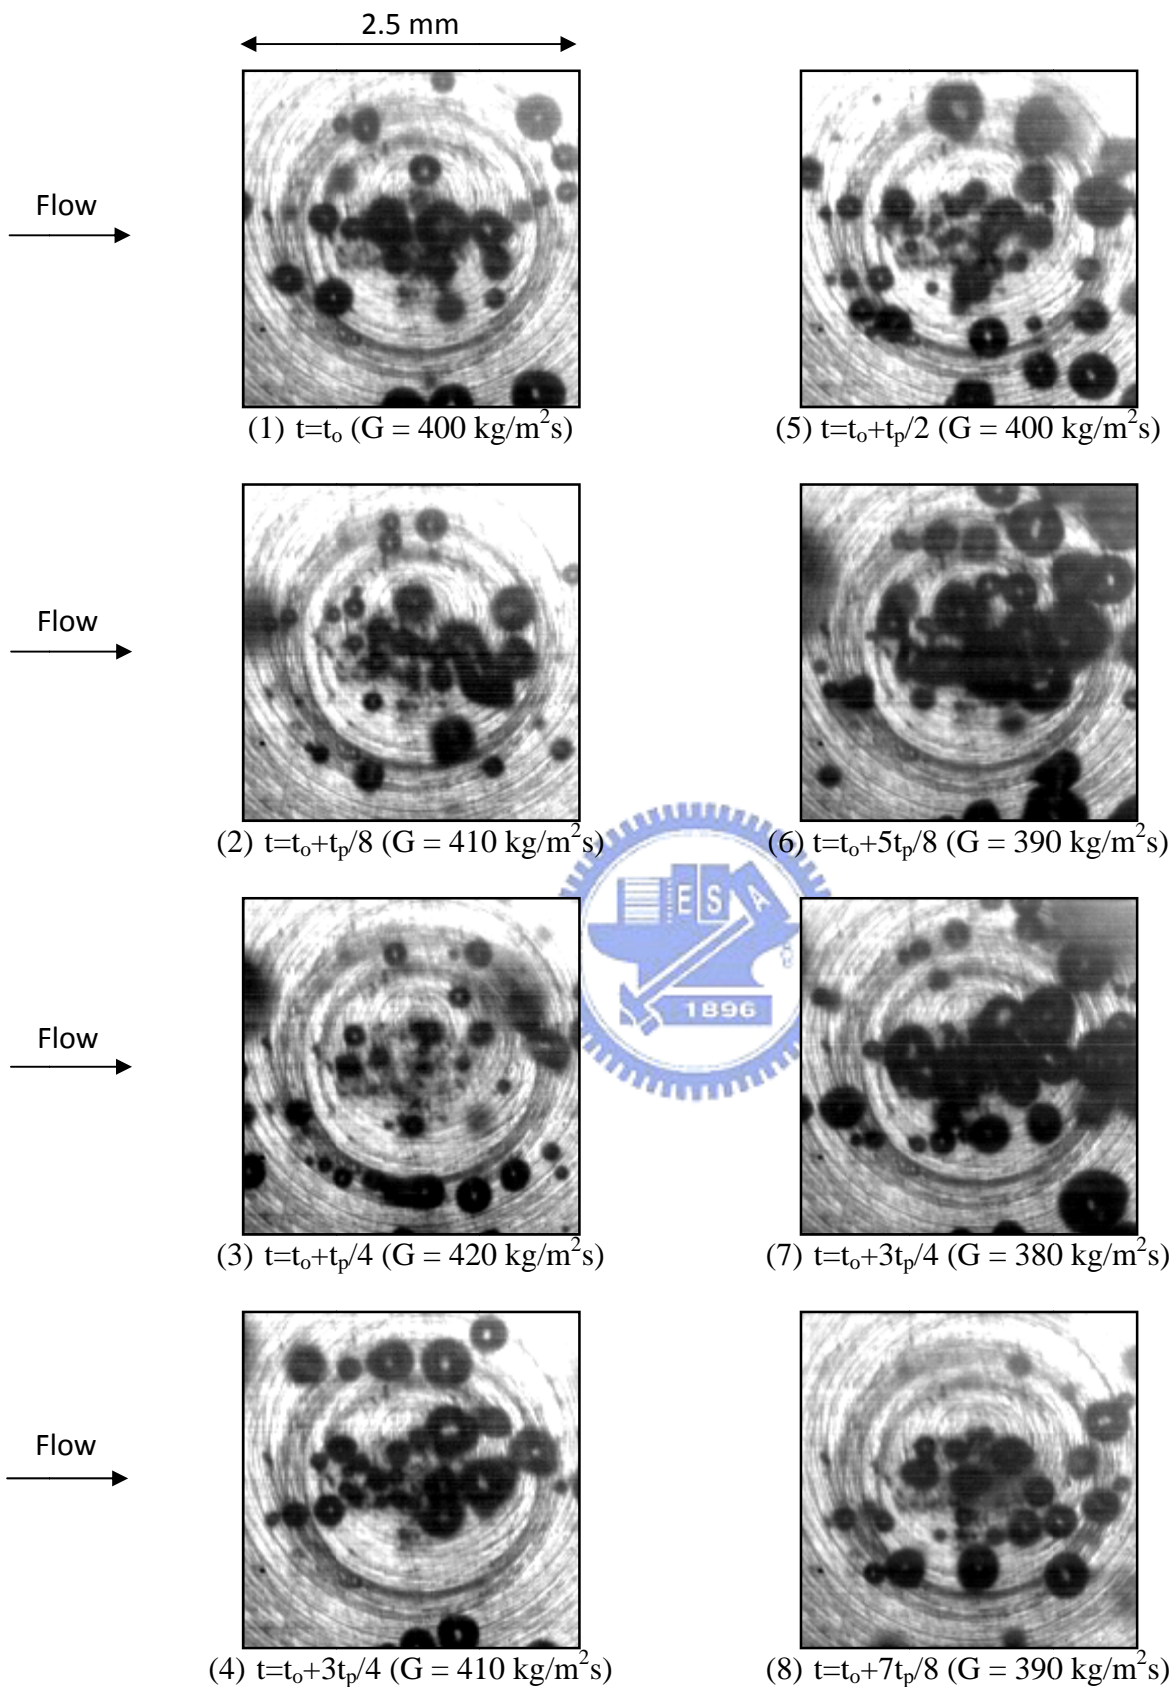 2.5 mm
Flow
(1) t=tₒ (G = 400 kg/m²s)
(5) t=tₒ+tₚ/2 (G = 400 kg/m²s)
Flow
(2) t=tₒ+tₚ/8 (G = 410 kg/m²s)
(6) t=tₒ+5tₚ/8 (G = 390 kg/m²s)
E S A
1896
Flow
(3) t=tₒ+tₚ/4 (G = 420 kg/m²s)
(7) t=tₒ+3tₚ/4 (G = 380 kg/m²s)
Flow
(4) t=tₒ+3tₚ/4 (G = 410 kg/m²s)
(8) t=tₒ+7tₚ/8 (G = 390 kg/m²s)